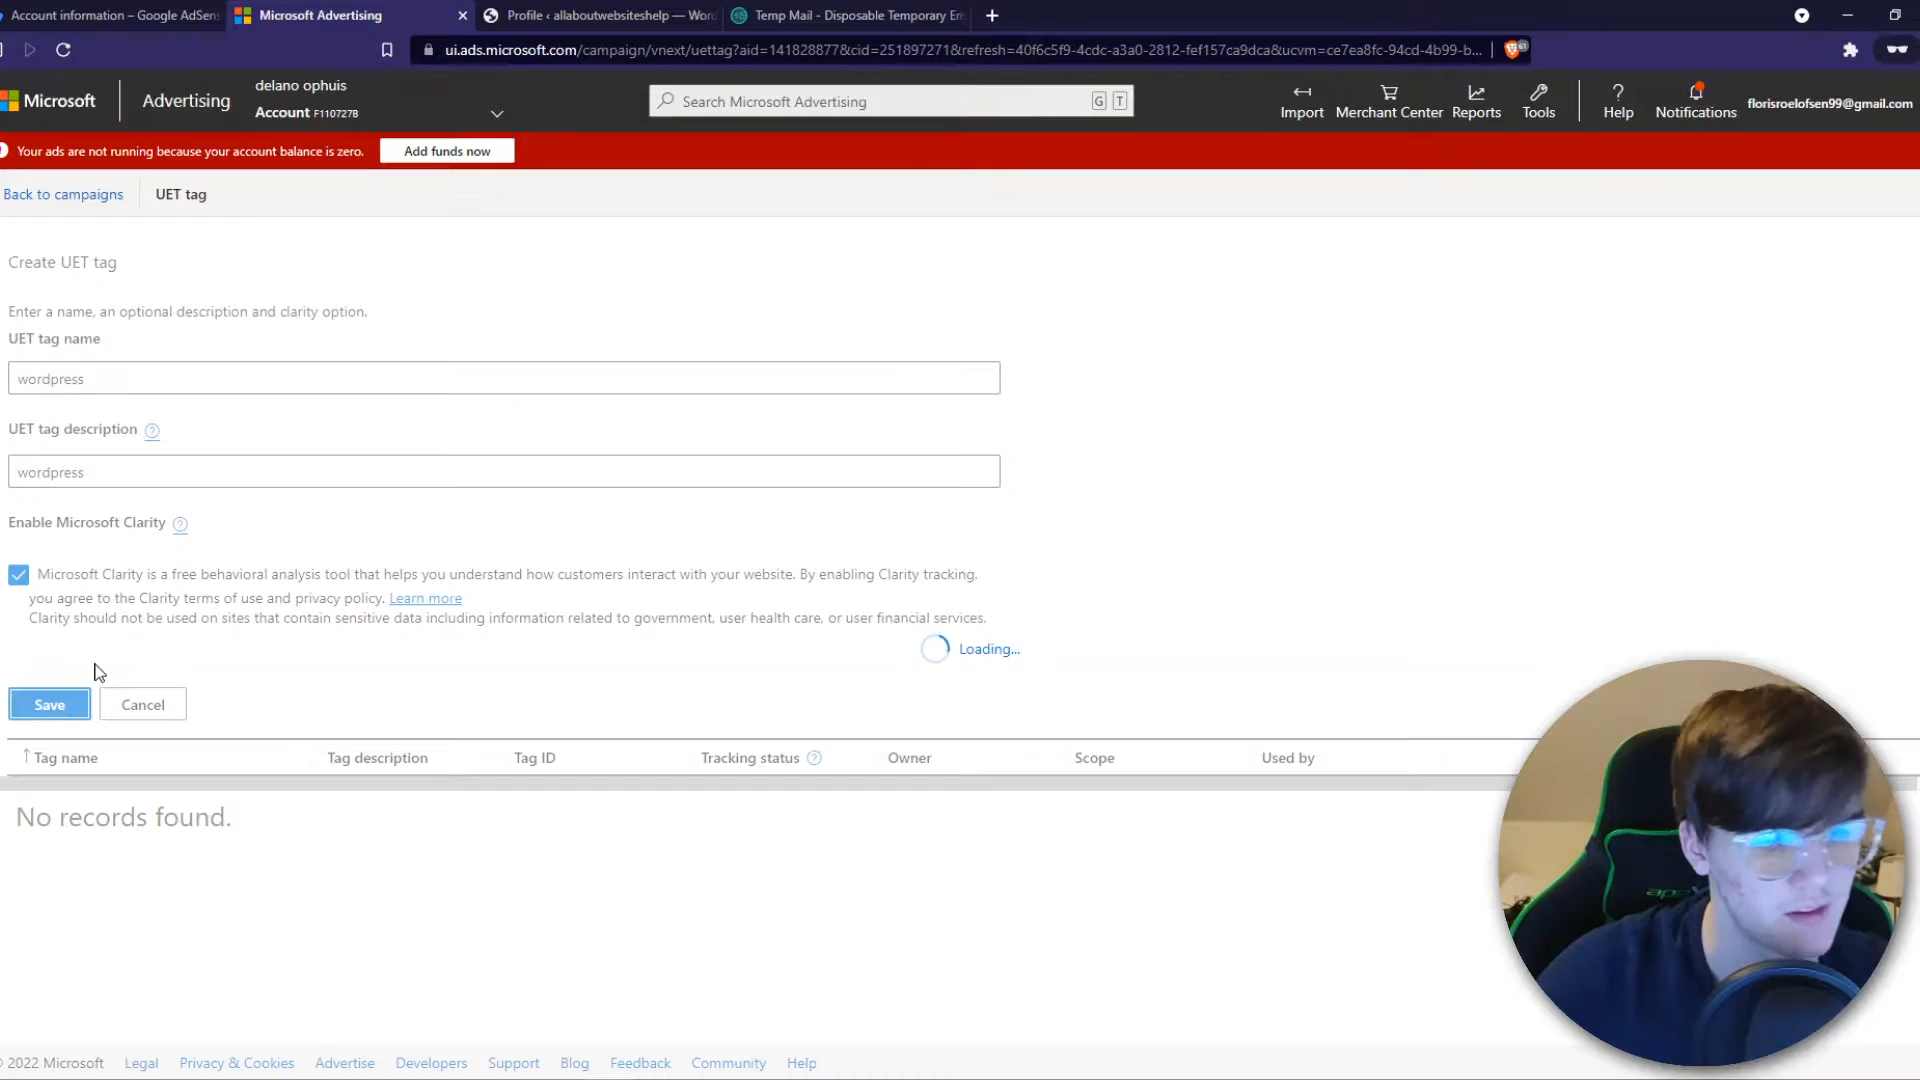 Account information – Google AdSens
Microsoft Advertising
Profile ‹ allaboutwebsiteshelp — Wor
Temp Mail - Disposable Temporary Em
ui.ads.microsoft.com/campaign/vnext/uettag?aid=141828877&cid=251897271&refresh=40f6c5f9-4cdc-a3a0-2812-fef157ca9dca&ucvm=ce7ea8fc-94cd-4b99-b...
61
Microsoft
Advertising
delano ophuis
Account F110727B
Search Microsoft Advertising
G T
Import
Merchant Center
Reports
Tools
Help
Notifications
florisroelofsen99@gmail.com
Your ads are not running because your account balance is zero.
Add funds now
Back to campaigns
UET tag
Create UET tag
Enter a name, an optional description and clarity option.
UET tag name
wordpress
UET tag description ?
wordpress
Enable Microsoft Clarity ?
Microsoft Clarity is a free behavioral analysis tool that helps you understand how customers interact with your website. By enabling Clarity tracking,
you agree to the Clarity terms of use and privacy policy. Learn more
Clarity should not be used on sites that contain sensitive data including information related to government, user health care, or user financial services.
Loading...
Save
Cancel
↑ Tag name
Tag description
Tag ID
Tracking status ?
Owner
Scope
Used by
No records found.
© 2022 Microsoft
Legal
Privacy & Cookies
Advertise
Developers
Support
Blog
Feedback
Community
Help